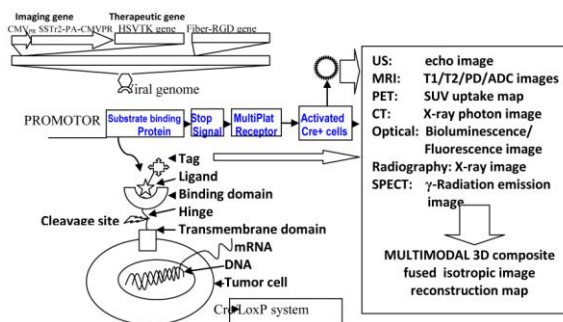 Imaging gene
Therapeutic gene
CMVPR SSTr2-PA-CMVPR HSVTK gene Fiber-RGD gene
Viral genome
PROMOTOR
Substrate binding
Protein
Stop
Signal
MultiPlat
Receptor
Activated
Cre+ cells
Tag
Ligand
Binding domain
Hinge
Cleavage site
Transmembrane domain
mRNA
DNA
Tumor cell
Cre/LoxP system
US: echo image
MRI: T1/T2/PD/ADC images
PET: SUV uptake map
CT: X-ray photon image
Optical: Bioluminescence/
Fluorescence image
Radiography: X-ray image
SPECT: γ-Radiation emission
image
MULTIMODAL 3D composite
fused isotropic image
reconstruction map